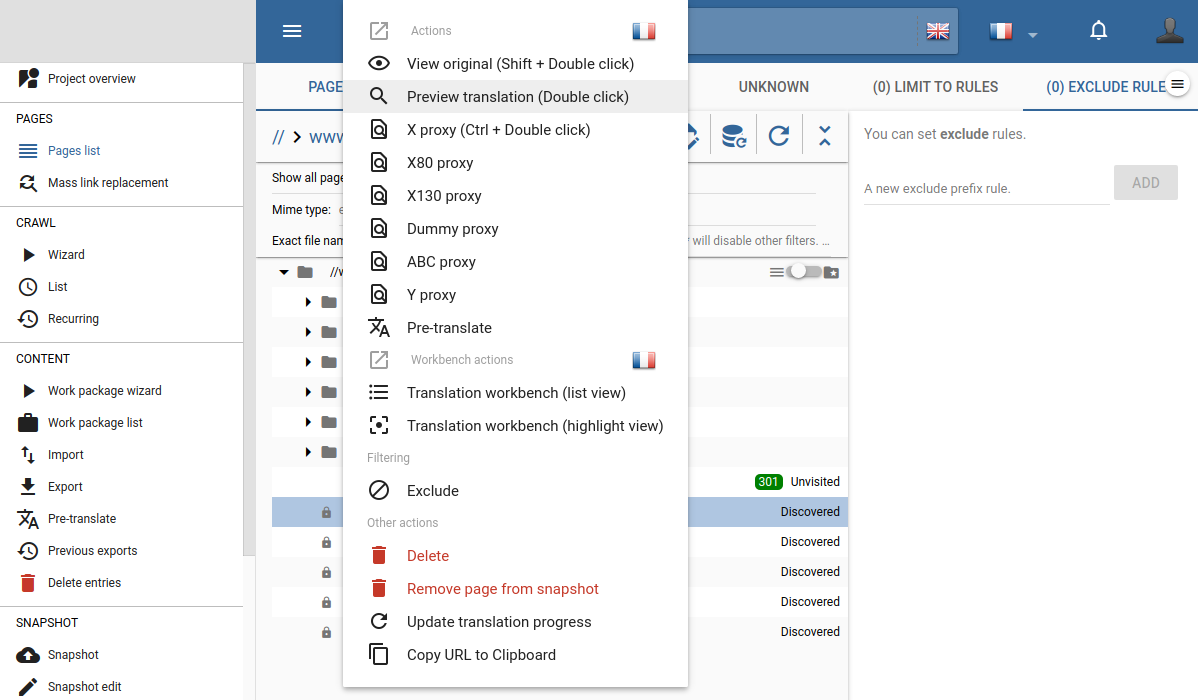 Project overview
PAGES
Pages list
Mass link replacement
CRAWL
Wizard
List
Recurring
CONTENT
Work package wizard
Work package list
Import
Export
Pre-translate
Previous exports
Delete entries
SNAPSHOT
Snapshot
Snapshot edit
Actions
View original (Shift + Double click)
Preview translation (Double click)
X proxy (Ctrl + Double click)
X80 proxy
X130 proxy
Dummy proxy
ABC proxy
Y proxy
Pre-translate
Workbench actions
Translation workbench (list view)
Translation workbench (highlight view)
Filtering
Exclude
Other actions
Delete
Remove page from snapshot
Update translation progress
Copy URL to Clipboard
UNKNOWN
(0) LIMIT TO RULES
(0) EXCLUDE RULE
// www
Show all page
Mime type:
Exact file
will disable other filters. ...
//w
301 Unvisited
Discovered
Discovered
Discovered
Discovered
Discovered
You can set exclude rules.
A new exclude prefix rule.
ADD